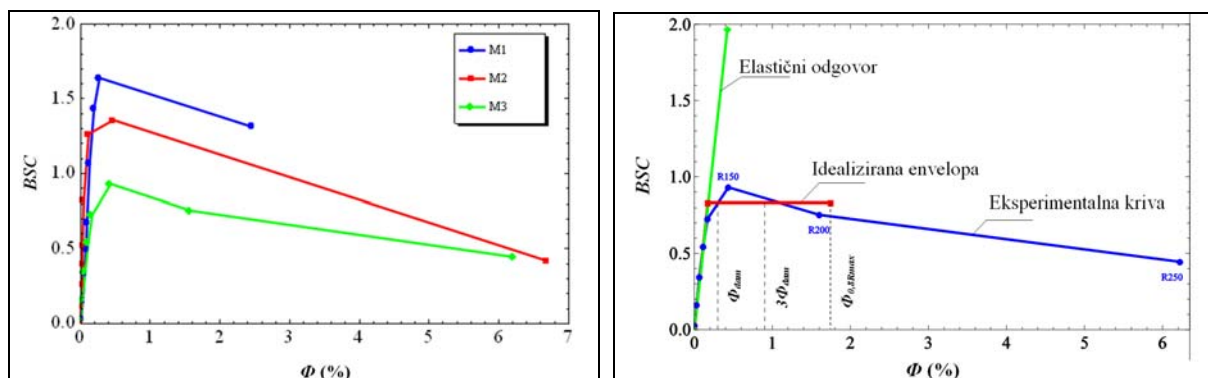 2.0
1.5
1.0
0.5
0.0
BSC
M1
M2
M3
0 1 2 3 4 5 6 7
Φ (%)
2.0
1.5
1.0
0.5
0.0
BSC
Elastični odgovor
R150
Idealizirana envelopa
Eksperimentalna kriva
R200
R250
Φdam
3Φdam
Φ0,8Rmax
0 1 2 3 4 5 6
Φ (%)